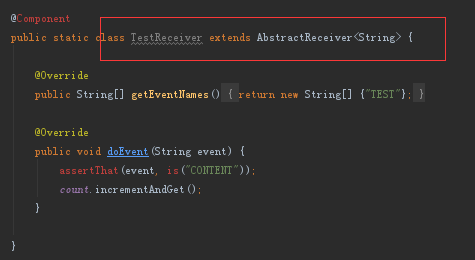 @Component
public static class TestReceiver extends AbstractReceiver<String> {
@Override
public String[] getEventNames() { return new String[] {"TEST"}; }
@Override
public void doEvent(String event) {
assertThat(event, is("CONTENT"));
count.incrementAndGet();
}
}